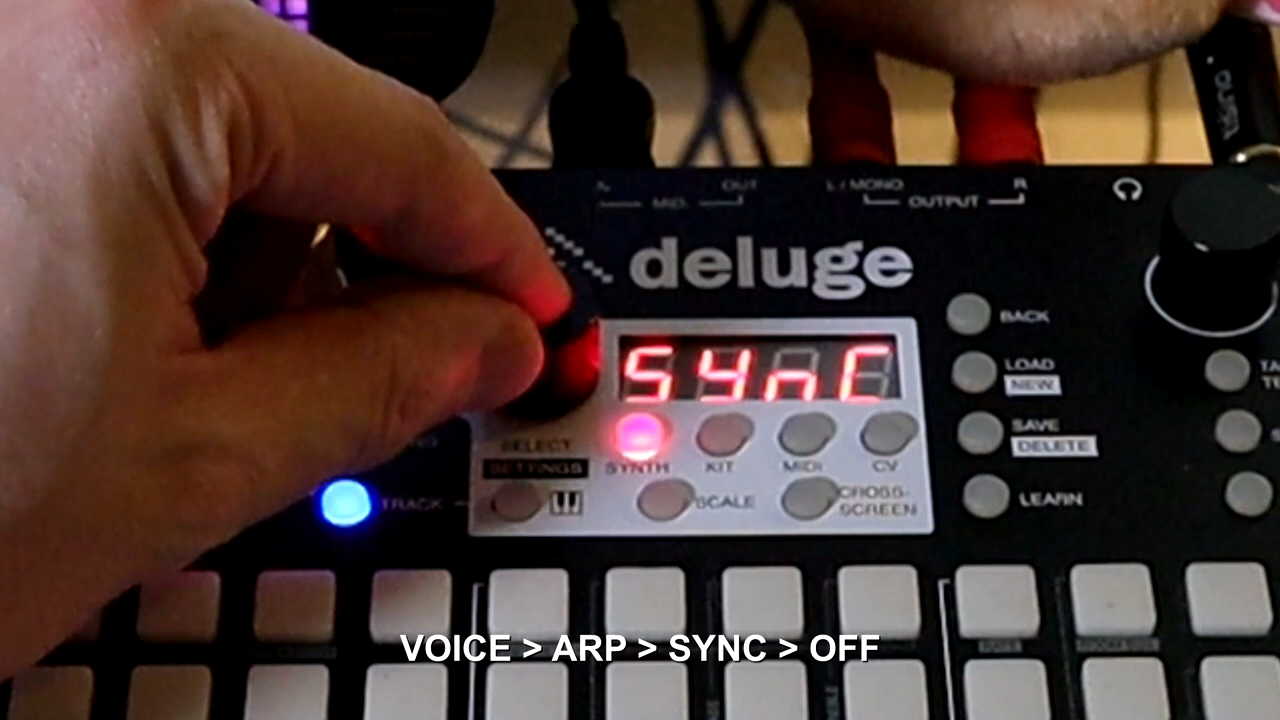 OUT
L / MONO
R
MIDI
OUTPUT
deluge
BACK
SYNC
LOAD
NEW
SAVE
DELETE
SELECT
SETTINGS
SYNTH
KIT
MIDI
CV
TRACK
SCALE
CROSS-
SCREEN
LEARN
VOICE > ARP > SYNC > OFF